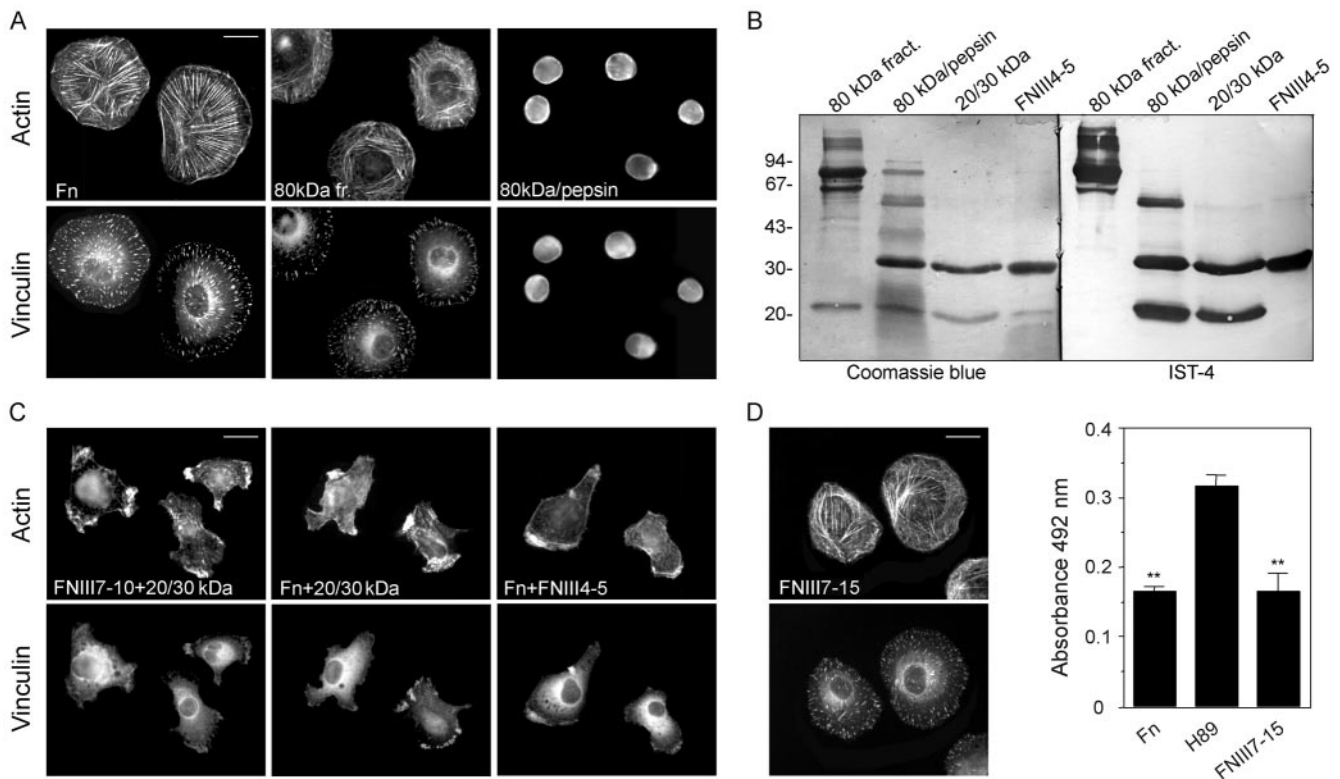 A
Actin
Fn
80kDa fr.
80kDa/pepsin
Vinculin
B
80 kDa fract.
80 kDa/pepsin
20/30 kDa
FNIII4-5
80 kDa fract.
80 kDa/pepsin
20/30 kDa
FNIII4-5
94-
67-
43-
30-
20-
Coomassie blue
IST-4
C
Actin
FNIII7-10+20/30 kDa
Fn+20/30 kDa
Fn+FNIII4-5
Vinculin
D
FNIII7-15
Absorbance 492 nm
0.4
0.3
0.2
0.1
0
**
**
Fn
H89
FNIII7-15